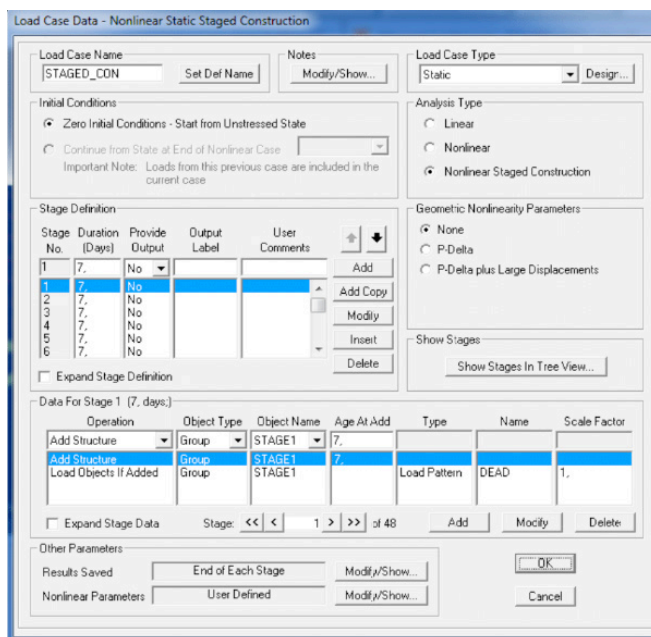 Load Case Data - Nonlinear Static Staged Construction
Load Case Name
STAGED_CON
Set Def Name
Notes
Modify/Show...
Load Case Type
Static
Design...
Initial Conditions
Zero Initial Conditions - Start from Unstressed State
Continue from State at End of Nonlinear Case
Important Note: Loads from this previous case are included in the
current case
Analysis Type
Linear
Nonlinear
Nonlinear Staged Construction
Stage Definition
Stage Duration Provide Output User
No. (Days) Output Label Comments
1 7, No
1 7, No
2 7, No
3 7, No
4 7, No
5 7, No
6 7, No
Add
Add Copy
Modify
Insert
Delete
Expand Stage Definition
Geometric Nonlinearity Parameters
None
P-Delta
P-Delta plus Large Displacements
Show Stages
Show Stages In Tree View...
Data For Stage 1 (7, days;)
Operation Object Type Object Name Age At Add Type Name Scale Factor
Add Structure Group STAGE1 7,
Add Structure Group STAGE1 7,
Load Objects If Added Group STAGE1 Load Pattern DEAD 1,
Expand Stage Data Stage: << < 1 > >> of 48 Add Modify Delete
Other Parameters
Results Saved End of Each Stage Modify/Show...
Nonlinear Parameters User Defined Modify/Show...
OK
Cancel